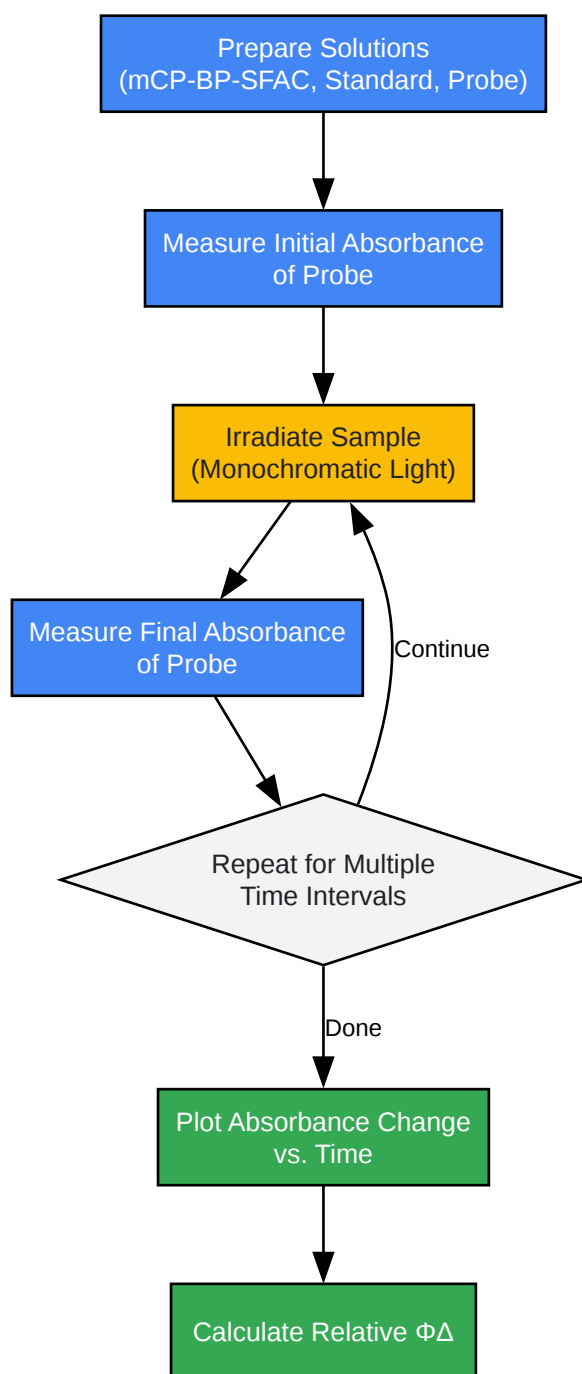 Prepare Solutions
(mCP-BP-SFAC, Standard, Probe)
Measure Initial Absorbance
of Probe
Irradiate Sample
(Monochromatic Light)
Measure Final Absorbance
of Probe
Continue
Repeat for Multiple
Time Intervals
Done
Plot Absorbance Change
vs. Time
Calculate Relative ΦΔ